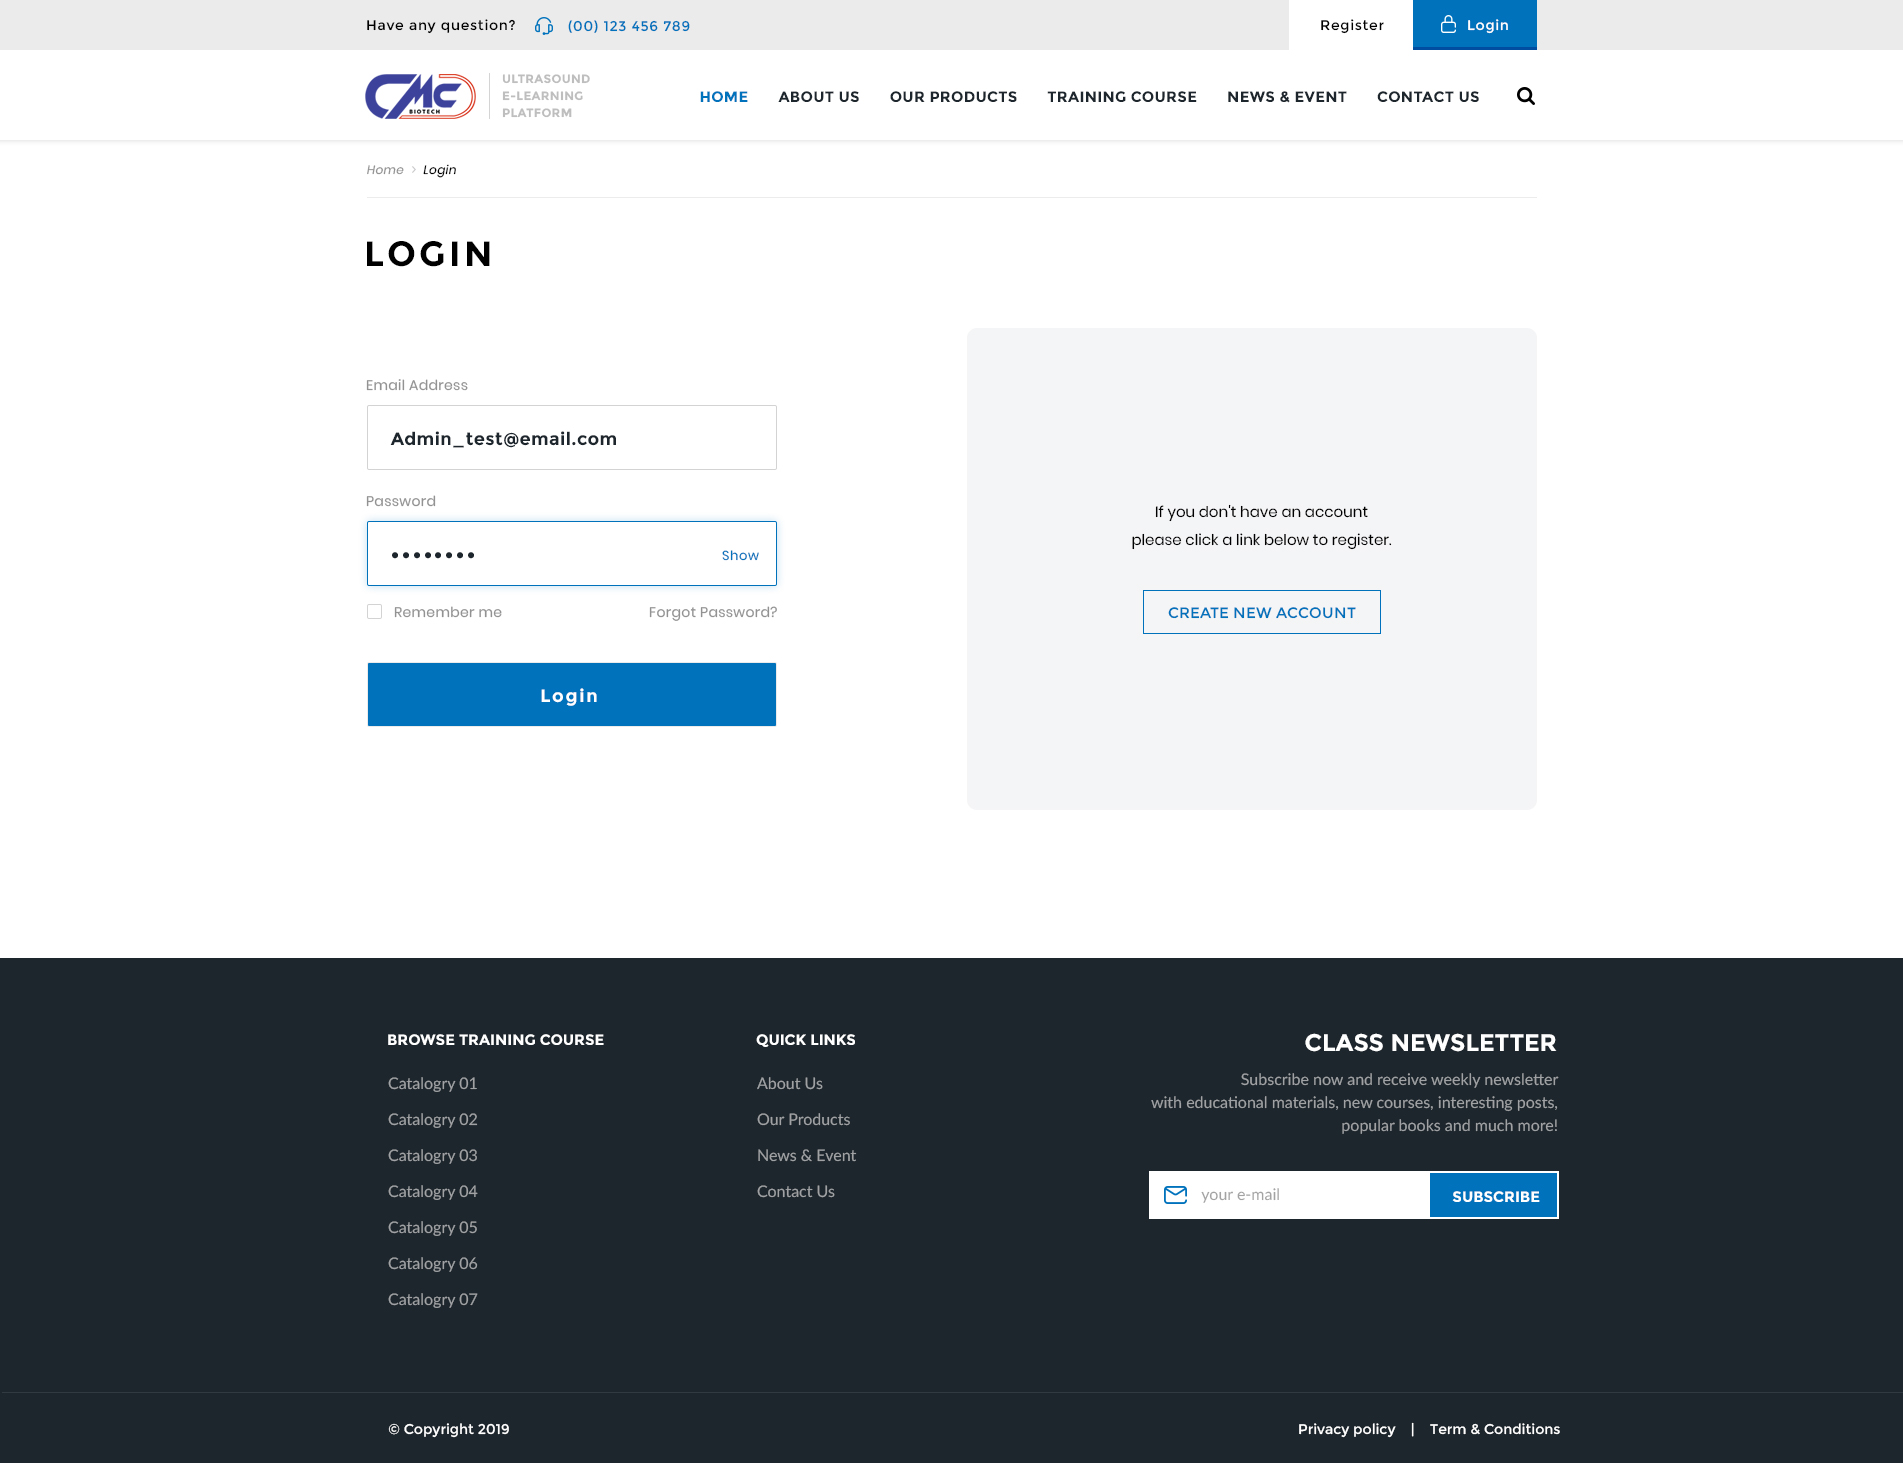 Have any question?
(00) 123 456 789
Register
Login
CMC
BIOTECH
ULTRASOUND
E-LEARNING
PLATFORM
HOME
ABOUT US
OUR PRODUCTS
TRAINING COURSE
NEWS & EVENT
CONTACT US
Home › Login
LOGIN
Email Address
Admin_test@email.com
Password
••••••••
Show
Remember me
Forgot Password?
Login
If you don't have an account
please click a link below to register.
CREATE NEW ACCOUNT
BROWSE TRAINING COURSE
Catalogry 01
Catalogry 02
Catalogry 03
Catalogry 04
Catalogry 05
Catalogry 06
Catalogry 07
QUICK LINKS
About Us
Our Products
News & Event
Contact Us
CLASS NEWSLETTER
Subscribe now and receive weekly newsletter
with educational materials, new courses, interesting posts,
popular books and much more!
your e-mail
SUBSCRIBE
© Copyright 2019
Privacy policy | Term & Conditions